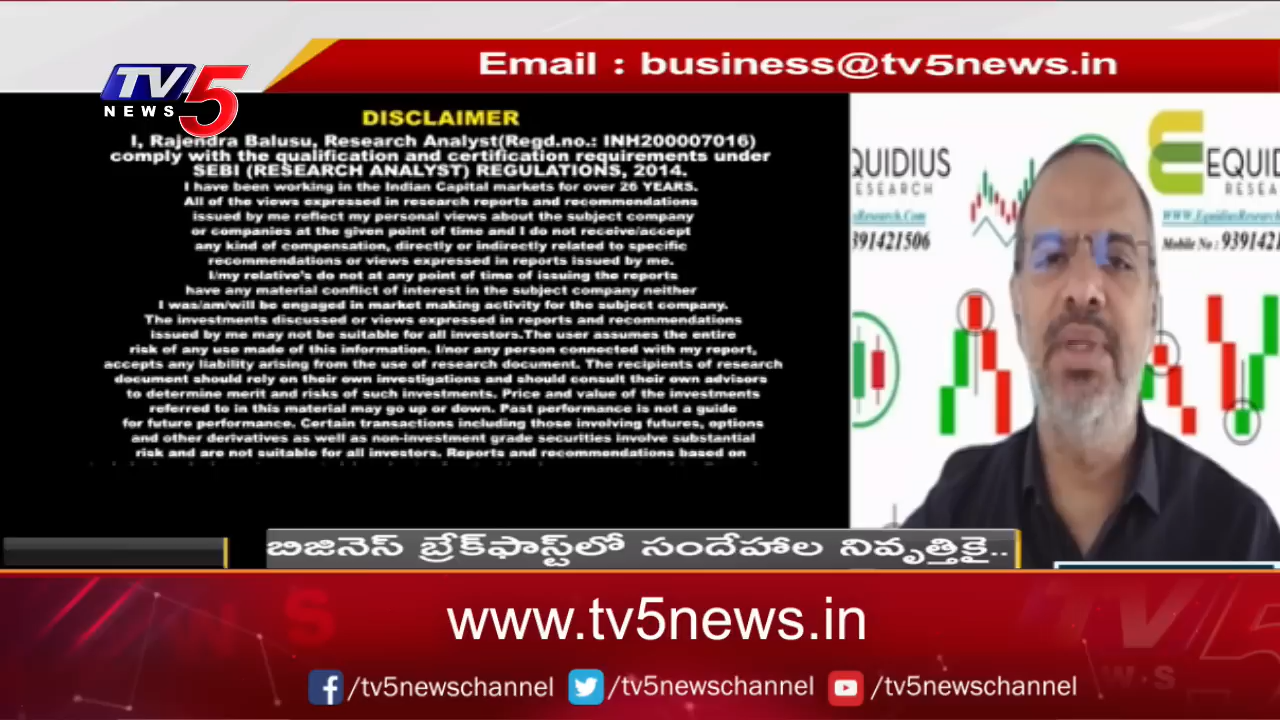 Email : business@tv5news.in
TV5
NEWS
DISCLAIMER
I, Rajendra Balusu, Research Analyst(Regd.no.: INH200007016)
comply with the qualification and certification requirements under
SEBI (RESEARCH ANALYST) REGULATIONS, 2014.
I have been working in the Indian Capital markets for over 26 YEARS.
All of the views expressed in research reports and recommendations
issued by me reflect my personal views about the subject company
or companies at the given point of time and I do not receive/accept
any kind of compensation, directly or indirectly related to specific
recommendations or views expressed in reports issued by me.
I/my relative's do not at any point of time of issuing the reports
have any material conflict of interest in the subject company neither
I was/am/will be engaged in market making activity for the subject company.
The investments discussed or views expressed in reports and recommendations
issued by me may not be suitable for all investors.The user assumes the entire
risk of any use made of this information. I/nor any person connected with my report,
accepts any liability arising from the use of research document. The recipients of research
document should rely on their own investigations and should consult their own advisors
to determine merit and risks of such investments. Price and value of the investments
referred to in this material may go up or down. Past performance is not a guide
for future performance. Certain transactions including those involving futures, options
and other derivatives as well as non-investment grade securities involve substantial
risk and are not suitable for all investors. Reports and recommendations based on
QUIDIUS
RESEARCH
sResearch.Com
391421506
EQUIDIUS
RESEA
WWW.EquidiusResearch
Mobile No : 9391421
బిజినెస్ బ్రేక్‌ఫాస్ట్‌లో సందేహాల నివృత్తికై..
www.tv5news.in
/tv5newschannel /tv5newschannel /tv5newschannel